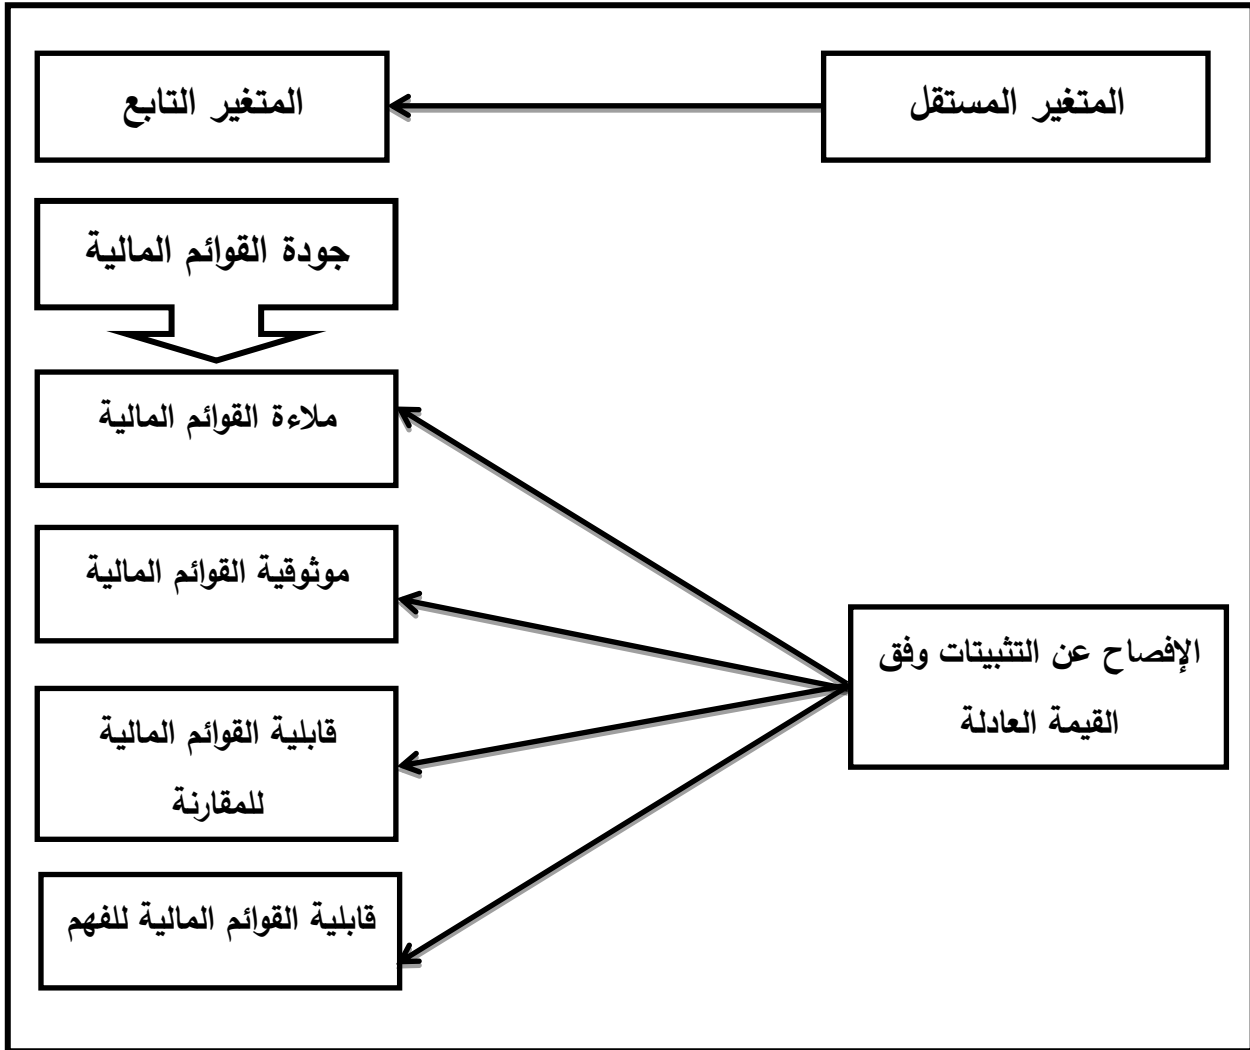 المتغير المستقل
المتغير التابع
جودة القوائم المالية
ملاءة القوائم المالية
موثوقية القوائم المالية
الإفصاح عن التثبيتات وفق
القيمة العادلة
قابلية القوائم المالية
للمقارنة
قابلية القوائم المالية للفهم